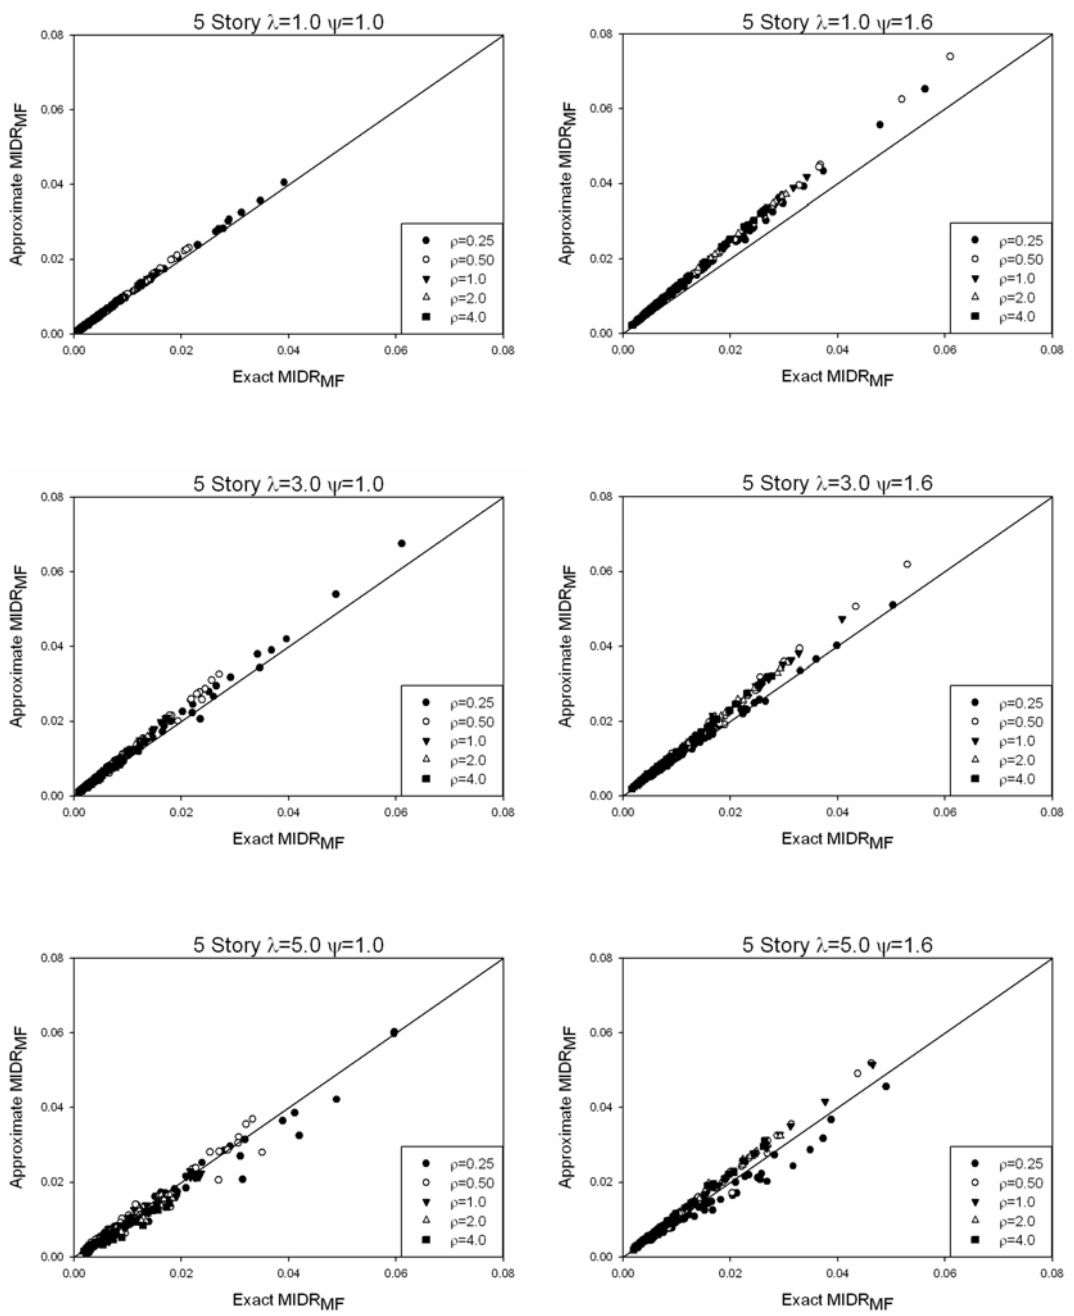 5 Story λ=1.0 ψ=1.0
Approximate MIDRMF
0.08
0.06
0.04
0.02
0.00
ρ=0.25
ρ=0.50
ρ=1.0
ρ=2.0
ρ=4.0
0.00 0.02 0.04 0.06 0.08
Exact MIDRMF
5 Story λ=1.0 ψ=1.6
Approximate MIDRMF
0.08
0.06
0.04
0.02
0.00
ρ=0.25
ρ=0.50
ρ=1.0
ρ=2.0
ρ=4.0
0.00 0.02 0.04 0.06 0.08
Exact MIDRMF
5 Story λ=3.0 ψ=1.0
Approximate MIDRMF
0.08
0.06
0.04
0.02
0.00
ρ=0.25
ρ=0.50
ρ=1.0
ρ=2.0
ρ=4.0
0.00 0.02 0.04 0.06 0.08
Exact MIDRMF
5 Story λ=3.0 ψ=1.6
Approximate MIDRMF
0.08
0.06
0.04
0.02
0.00
ρ=0.25
ρ=0.50
ρ=1.0
ρ=2.0
ρ=4.0
0.00 0.02 0.04 0.06 0.08
Exact MIDRMF
5 Story λ=5.0 ψ=1.0
Approximate MIDRMF
0.08
0.06
0.04
0.02
0.00
ρ=0.25
ρ=0.50
ρ=1.0
ρ=2.0
ρ=4.0
0.00 0.02 0.04 0.06 0.08
Exact MIDRMF
5 Story λ=5.0 ψ=1.6
Approximate MIDRMF
0.08
0.06
0.04
0.02
0.00
ρ=0.25
ρ=0.50
ρ=1.0
ρ=2.0
ρ=4.0
0.00 0.02 0.04 0.06 0.08
Exact MIDRMF